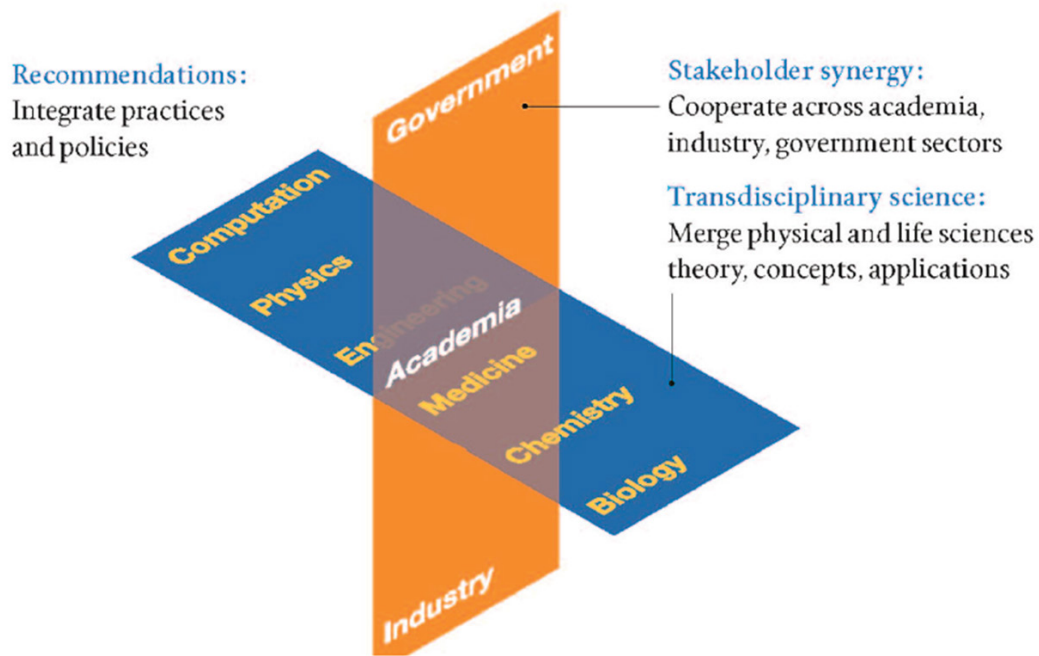 Recommendations:
Integrate practices
and policies
Government
Stakeholder synergy:
Cooperate across academia,
industry, government sectors
Transdisciplinary science:
Merge physical and life sciences
theory, concepts, applications
Computation
Physics
Engineering
Academia
Medicine
Chemistry
Biology
Industry